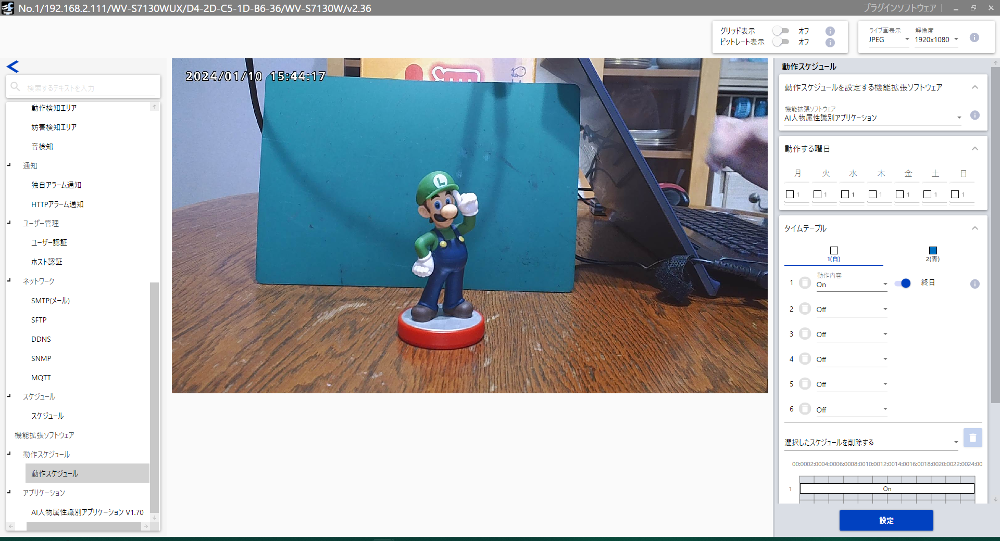 No.1/192.168.2.111/WV-S7130WUX/D4-2D-C5-1D-B6-36/WV-S7130W/v2.36
プラグインソフトウェア
グリッド表示 オフ
ビットレート表示 オフ
ライブ画表示 解像度
JPEG 1920x1080
検索するテキストを入力
動作検知エリア
妨害検知エリア
音検知
通知
独自アラーム通知
HTTPアラーム通知
ユーザー管理
ユーザー認証
ホスト認証
ネットワーク
SMTP(メール)
SFTP
DDNS
SNMP
MQTT
スケジュール
スケジュール
機能拡張ソフトウェア
動作スケジュール
動作スケジュール
アプリケーション
AI人物属性識別アプリケーション V1.70
2024/01/10 15:44:17
L
動作スケジュール
動作スケジュールを設定する機能拡張ソフトウェア
機能拡張ソフトウェア
AI人物属性識別アプリケーション
動作する曜日
月 火 水 木 金 土 日
1 1 1 1 1 1 1
タイムテーブル
1(白) 2(青)
動作内容
1 On 終日
2 Off
3 Off
4 Off
5 Off
6 Off
選択したスケジュールを削除する
00:0002:0004:0006:0008:0010:0012:0014:0016:0018:0020:0022:0024:00
1 On
設定